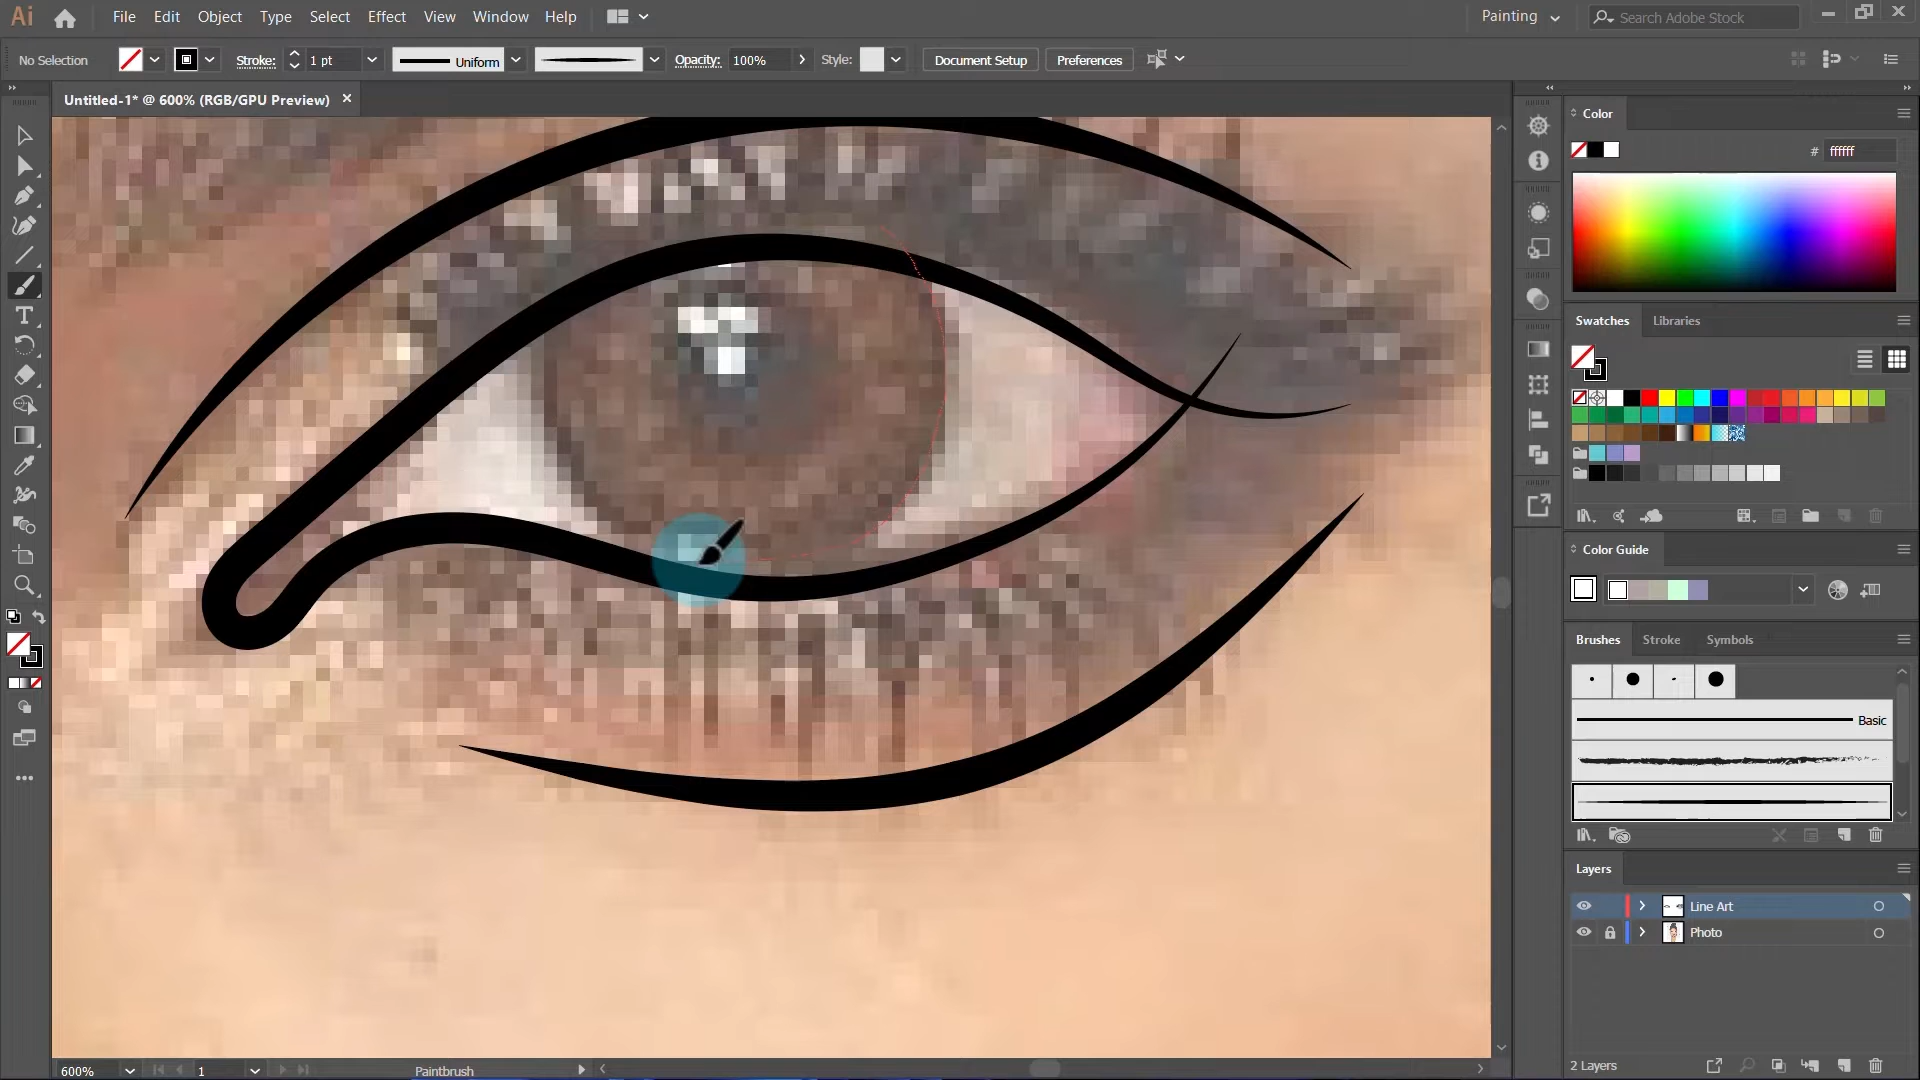 Ai File Edit Object Type Select Effect View Window Help Painting Search Adobe Stock
No Selection Stroke: 1 pt Uniform Opacity: 100% Style: Document Setup Preferences
Untitled-1* @ 600% (RGB/GPU Preview) ×
Color
# ffffff
Swatches Libraries
Color Guide
Brushes Stroke Symbols
Basic
Layers
Line Art
Photo
2 Layers
600% 1 Paintbrush